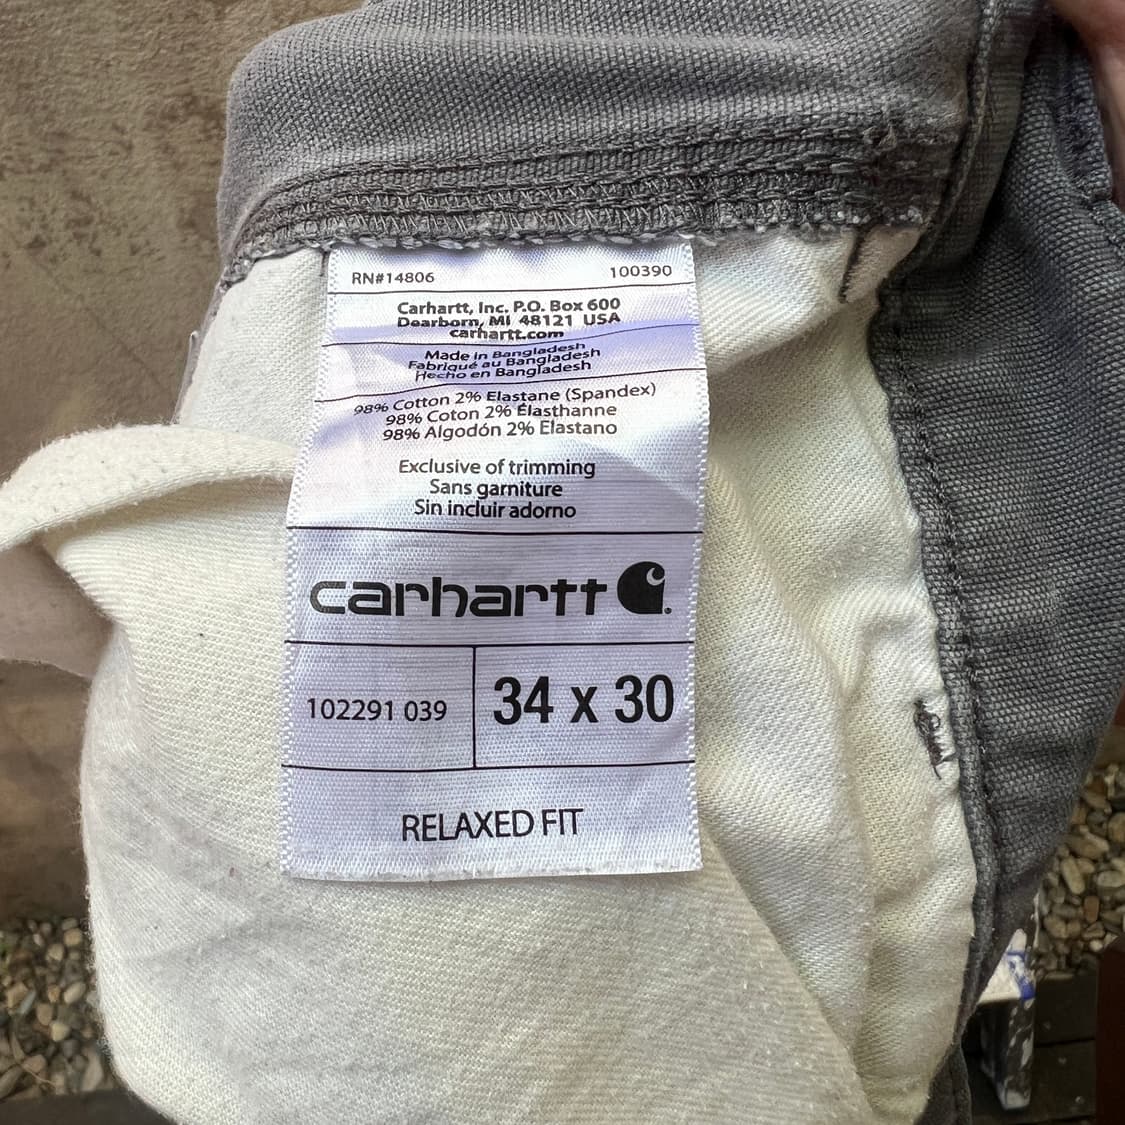 RN#14806 100390
Carhartt, Inc. P.O. Box 600
Dearborn, MI 48121 USA
carhartt.com
Made in Bangladesh
Fabriqué au Bangladesh
Hecho en Bangladesh
98% Cotton 2% Elastane (Spandex)
98% Coton 2% Élasthanne
98% Algodón 2% Elastano
Exclusive of trimming
Sans garniture
Sin incluir adorno
carhartt
102291 039 34 x 30
RELAXED FIT